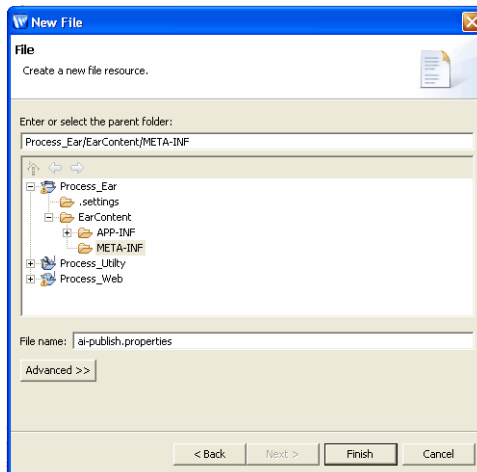 New File
File
Create a new file resource.
Enter or select the parent folder:
Process_Ear/EarContent/META-INF
Process_Ear
.settings
EarContent
APP-INF
META-INF
Process_Utilty
Process_Web
File name: ai-publish.properties
Advanced >>
< Back Next > Finish Cancel